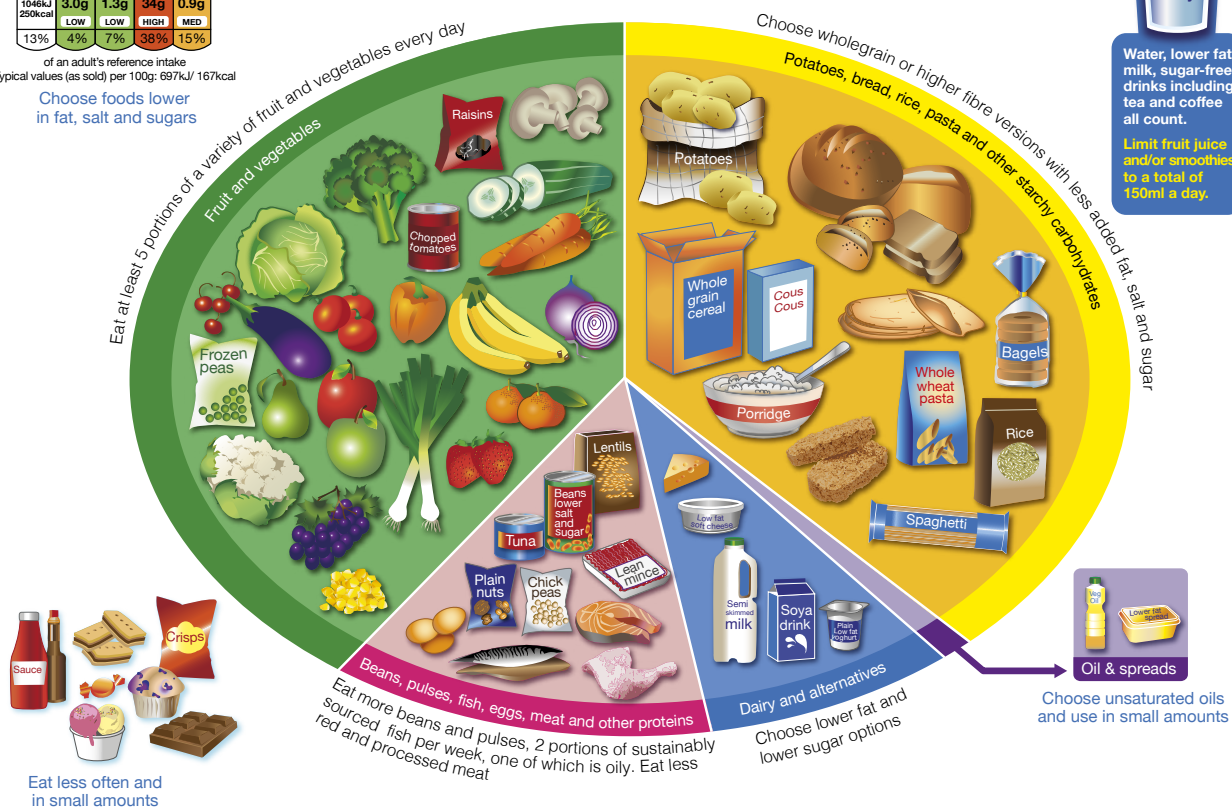 1046kJ
250kcal
3.0g
1.3g
34g
0.9g
LOW
LOW
HIGH
MED
13%
4%
7%
38%
15%
of an adult's reference intake
Typical values (as sold) per 100g: 697kJ/ 167kcal
Choose foods lower
in fat, salt and sugars
Eat at least 5 portions of a variety of fruit and vegetables every day
Fruit and vegetables
Raisins
Chopped
tomatoes
Frozen
peas
Choose wholegrain or higher fibre versions with less added fat, salt and sugar
Potatoes, bread, rice, pasta and other starchy carbohydrates
Potatoes
Whole
grain
cereal
Cous
Cous
Porridge
Bagels
Whole
wheat
pasta
Rice
Spaghetti
Water, lower fat
milk, sugar-free
drinks including
tea and coffee
all count.
Limit fruit juice
and/or smoothies
to a total of
150ml a day.
Lentils
Beans
lower
salt
and
sugar
Tuna
Lean
mince
Plain
nuts
Chick
peas
Beans, pulses, fish, eggs, meat and other proteins
Eat more beans and pulses, 2 portions of sustainably
sourced fish per week, one of which is oily. Eat less
red and processed meat
Low fat
soft cheese
Semi
skimmed
milk
Soya
drink
Plain
Low fat
yoghurt
Dairy and alternatives
Choose lower fat and
lower sugar options
Veg
Oil
Lower fat
spread
Oil & spreads
Choose unsaturated oils
and use in small amounts
Sauce
Crisps
Eat less often and
in small amounts